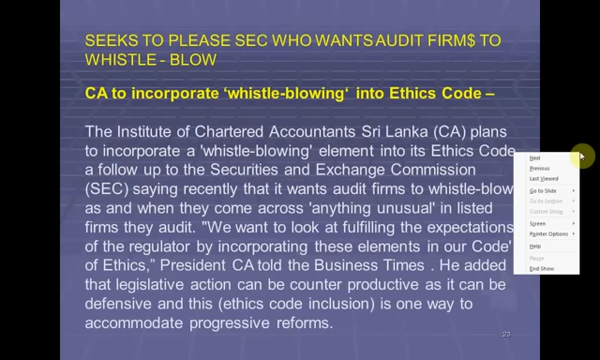 SEEKS TO PLEASE SEC WHO WANTS AUDIT FIRM$ TO
WHISTLE - BLOW
CA to incorporate ‘whistle-blowing‘ into Ethics Code –
The Institute of Chartered Accountants Sri Lanka (CA) plans
to incorporate a 'whistle-blowing' element into its Ethics Code
a follow up to the Securities and Exchange Commission
(SEC) saying recently that it wants audit firms to whistle-blow
as and when they come across 'anything unusual' in listed
firms they audit. "We want to look at fulfilling the expectations
of the regulator by incorporating these elements in our Code'
of Ethics,” President CA told the Business Times . He added
that legislative action can be counter productive as it can be
defensive and this (ethics code inclusion) is one way to
accommodate progressive reforms.
23
Next
Previous
Last Viewed
Go to Slide
Go to Section
Custom Show
Screen
Pointer Options
Help
Pause
End Show